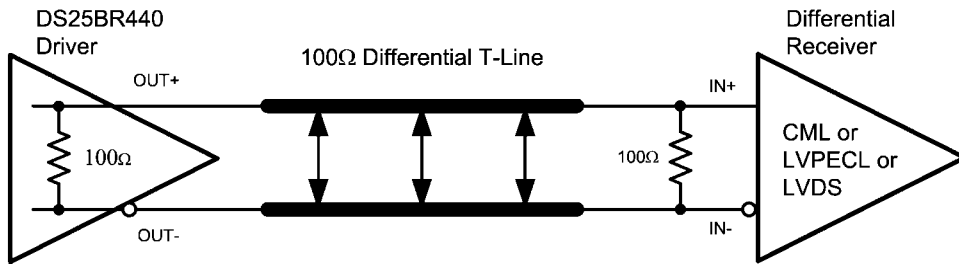 DS25BR440
Driver
100Ω Differential T-Line
Differential
Receiver
OUT+
IN+
100Ω
100Ω
CML or
LVPECL or
LVDS
OUT-
IN-